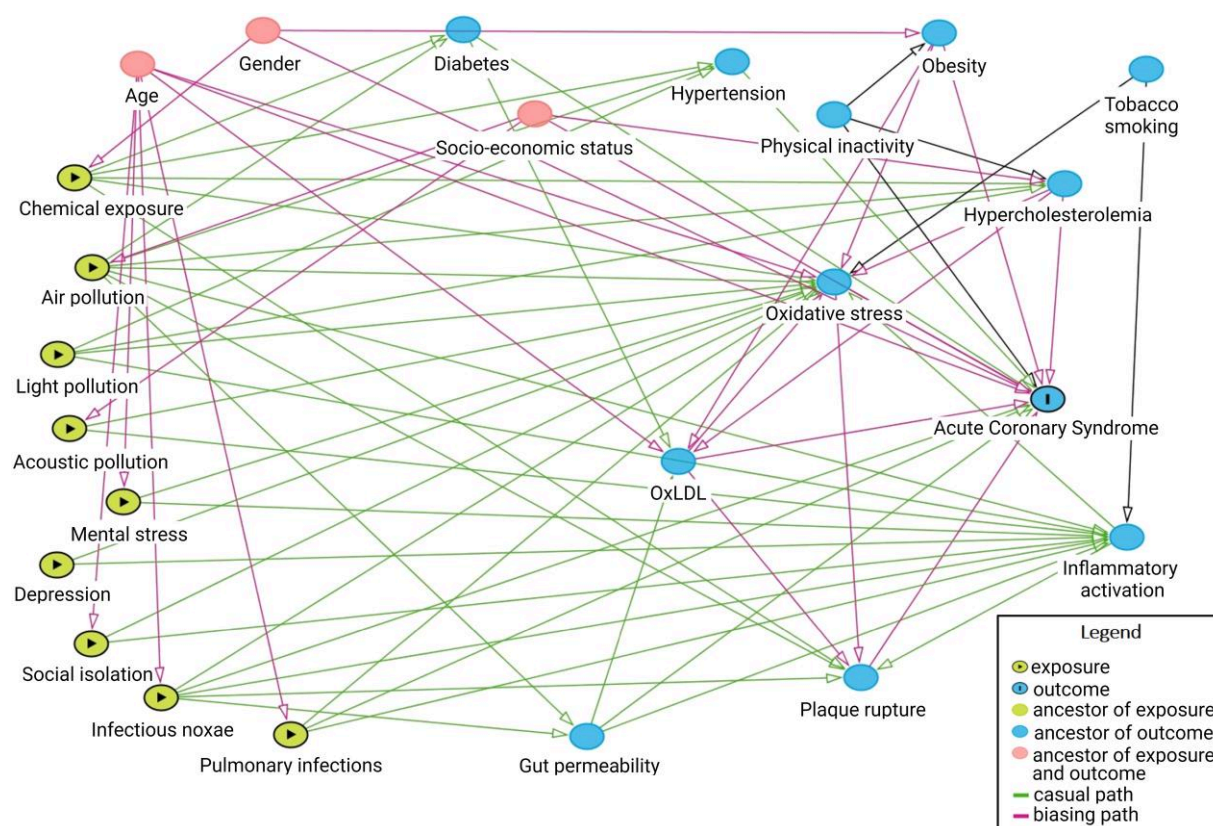 Gender
Diabetes
Obesity
Age
Hypertension
Tobacco
smoking
Socio-economic status
Physical inactivity
Chemical exposure
Hypercholesterolemia
Air pollution
Oxidative stress
Light pollution
Acute Coronary Syndrome
Acoustic pollution
OxLDL
Mental stress
Inflammatory
activation
Depression
Social isolation
Infectious noxae
Plaque rupture
Pulmonary infections
Gut permeability
Legend
exposure
outcome
ancestor of exposure
ancestor of outcome
ancestor of exposure
and outcome
casual path
biasing path